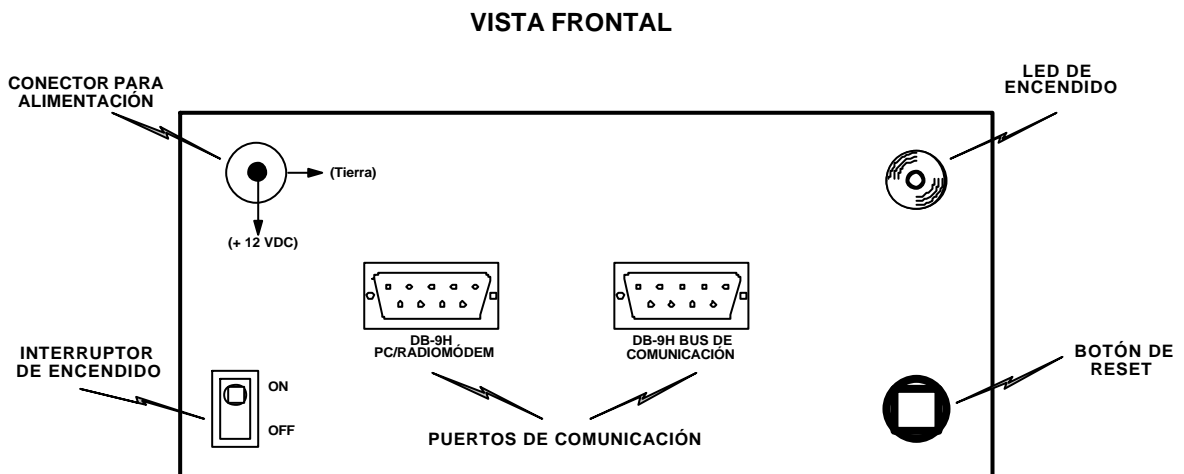 VISTA FRONTAL
CONECTOR PARA
ALIMENTACIÓN
LED DE
ENCENDIDO
(Tierra)
(+ 12 VDC)
DB-9H
PC/RADIOMÓDEM
DB-9H BUS DE
COMUNICACIÓN
INTERRUPTOR
DE ENCENDIDO
ON
OFF
BOTÓN DE
RESET
PUERTOS DE COMUNICACIÓN